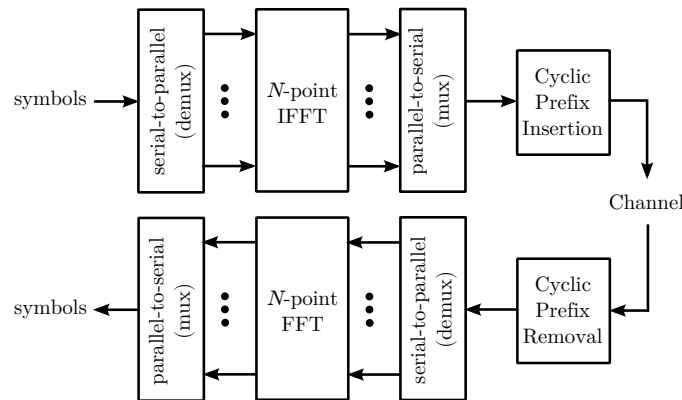 symbols
serial-to-parallel
(demux)
N-point
IFFT
parallel-to-serial
(mux)
Cyclic
Prefix
Insertion
Channel
symbols
parallel-to-serial
(mux)
N-point
FFT
serial-to-parallel
(demux)
Cyclic
Prefix
Removal